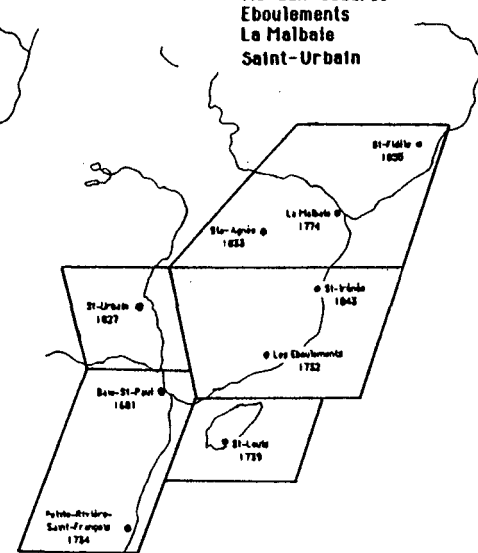 Eboulements
La Malbaie
Saint-Urbain
St-Fidèle
1855
La Malbaie
1774
Ste-Agnès
1833
St-Irénée
1843
St-Urbain
1827
Les Eboulements
1732
Baie-St-Paul
1681
St-Louis
1739
Petite-Rivière-
Saint-François
1734